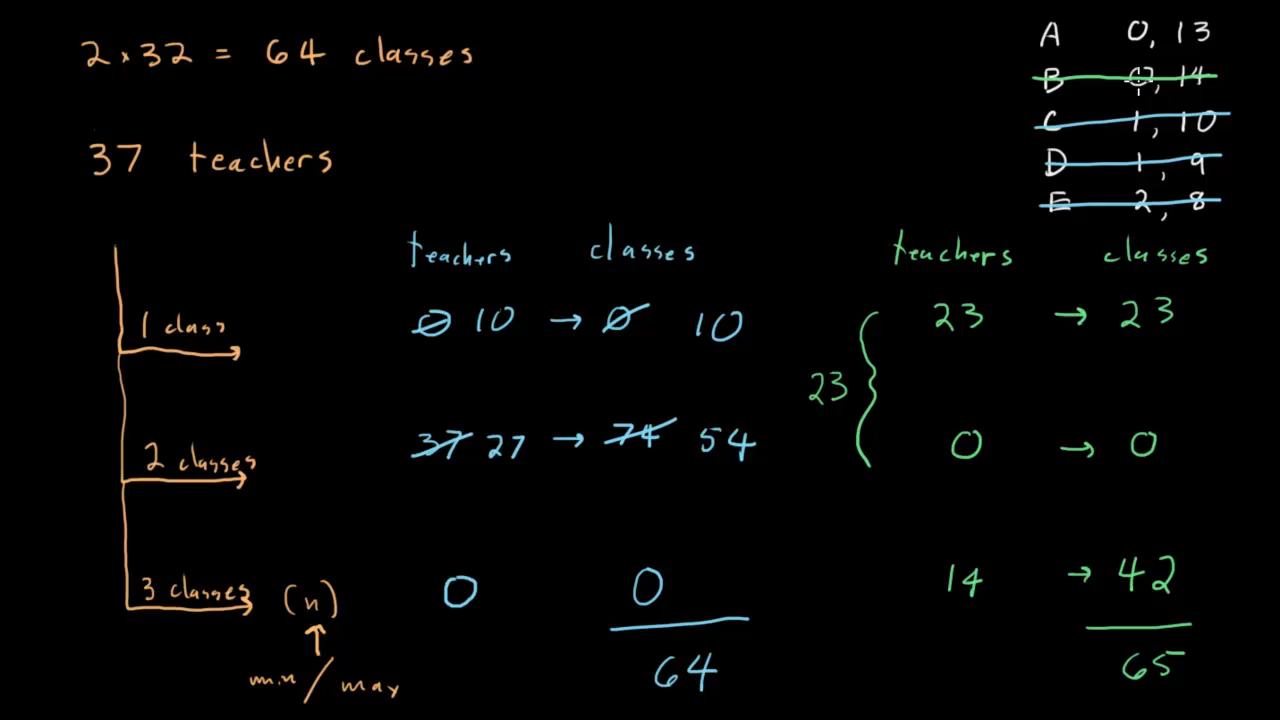 2 × 32 = 64 classes
37 teachers
A 0, 13
B 0, 14
C 1, 10
D 1, 9
E 2, 8
teachers classes teachers classes
1 class 0 10 → 0 10 23 → 23
23
2 classes 37 27 → 74 54 0 → 0
3 classes (n) 0 0 14 → 42
min / max 64 65